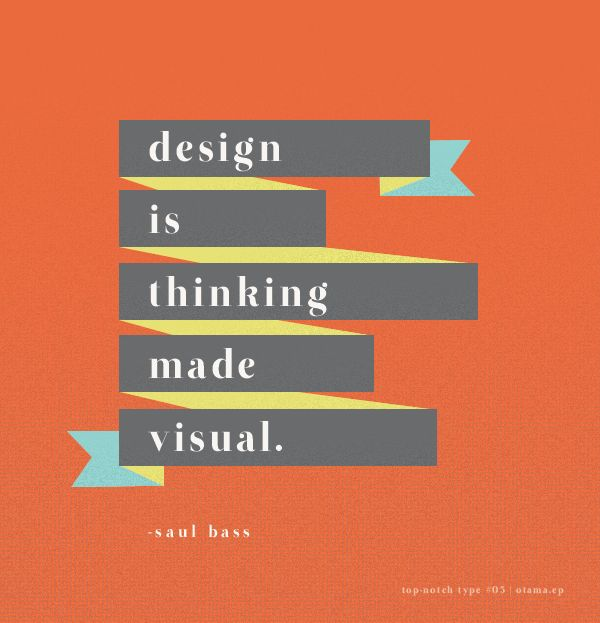 design
is
thinking
made
visual.
-saul bass
top-notch type #03 | otama.ep